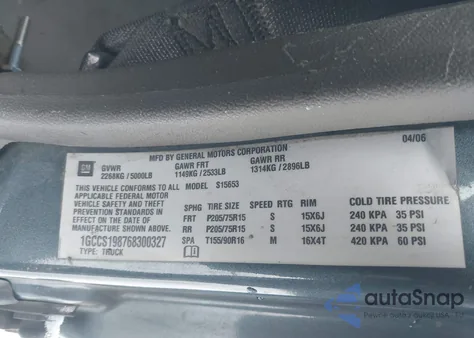 04/06
MFD BY GENERAL MOTORS CORPORATION
GM GVWR GAWR FRT GAWR RR
2268KG / 5000LB 1149KG / 2533LB 1314KG / 2896LB
THIS VEHICLE CONFORMS TO ALL MODEL S15653
APPLICABLE FEDERAL MOTOR
VEHICLE SAFETY, BUMPER, AND
THEFT PREVENTION STANDARDS
IN EFFECT ON THE DATE OF
MANUFACTURE SHOWN ABOVE.
1GCCS198768300327
TYPE: TRUCK
SPHG TIRE SIZE SPEED RTG RIM COLD TIRE PRESSURE
FRT P205/75R15 S 15X6J 240 KPA 35 PSI
RR P205/75R15 S 15X6J 240 KPA 35 PSI
SPA T155/90R16 M 16X4T 420 KPA 60 PSI
autoSnap